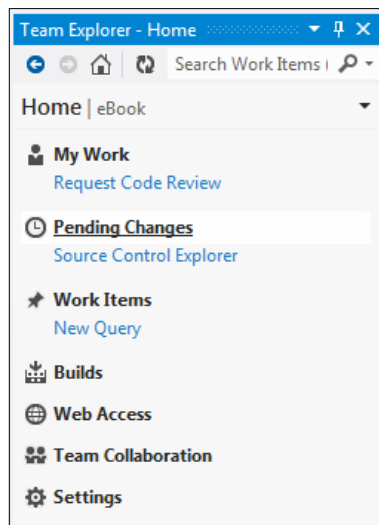 Team Explorer - Home
Search Work Items (
Home | eBook
My Work
Request Code Review
Pending Changes
Source Control Explorer
Work Items
New Query
Builds
Web Access
Team Collaboration
Settings